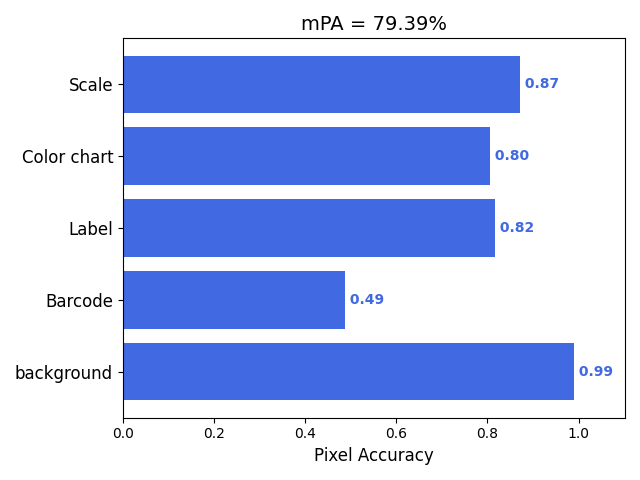 mPA = 79.39%
Scale
0.87
Color chart
0.80
Label
0.82
Barcode
0.49
background
0.99
0.0 0.2 0.4 0.6 0.8 1.0
Pixel Accuracy